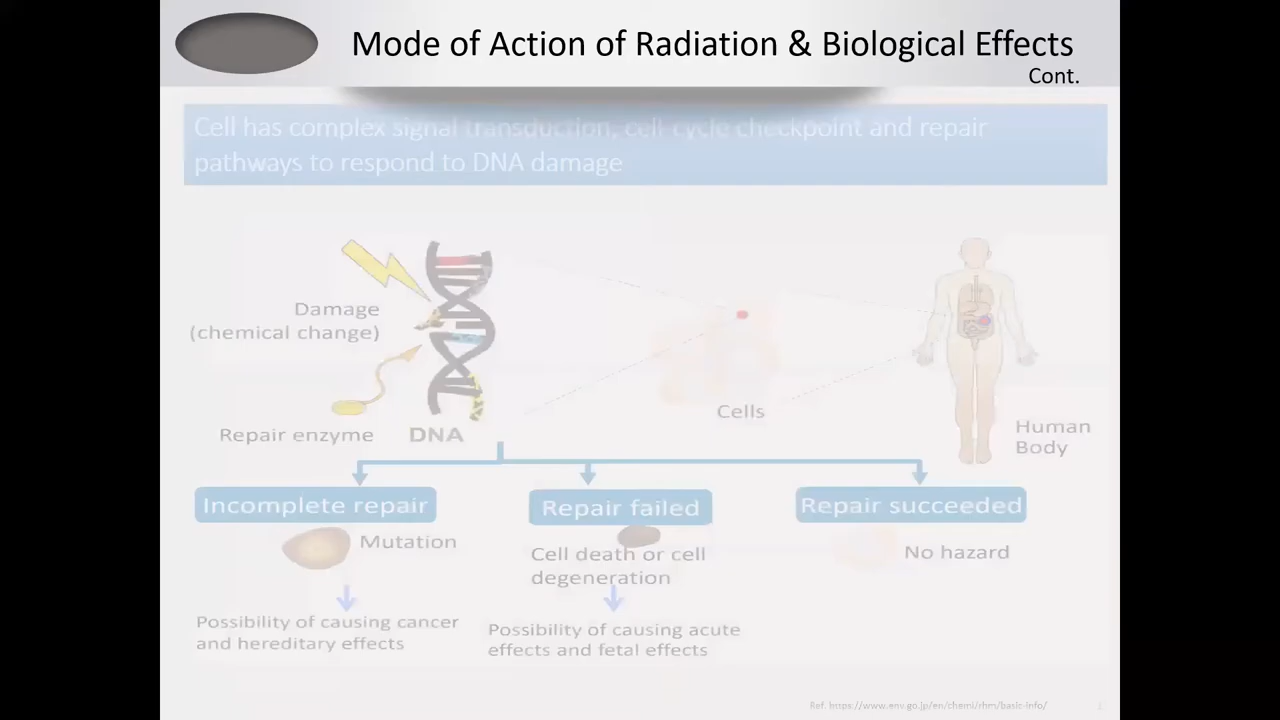 Mode of Action of Radiation & Biological Effects
Cont.
Cell has complex signal transduction, cell cycle checkpoint and repair
pathways to respond to DNA damage
Damage
(chemical change)
Repair enzyme
DNA
Cells
Human
Body
Incomplete repair
Repair failed
Repair succeeded
Mutation
Cell death or cell
degeneration
No hazard
Possibility of causing cancer
and hereditary effects
Possibility of causing acute
effects and fetal effects
Ref. https://www.env.go.jp/en/chemi/rhm/basic-info/